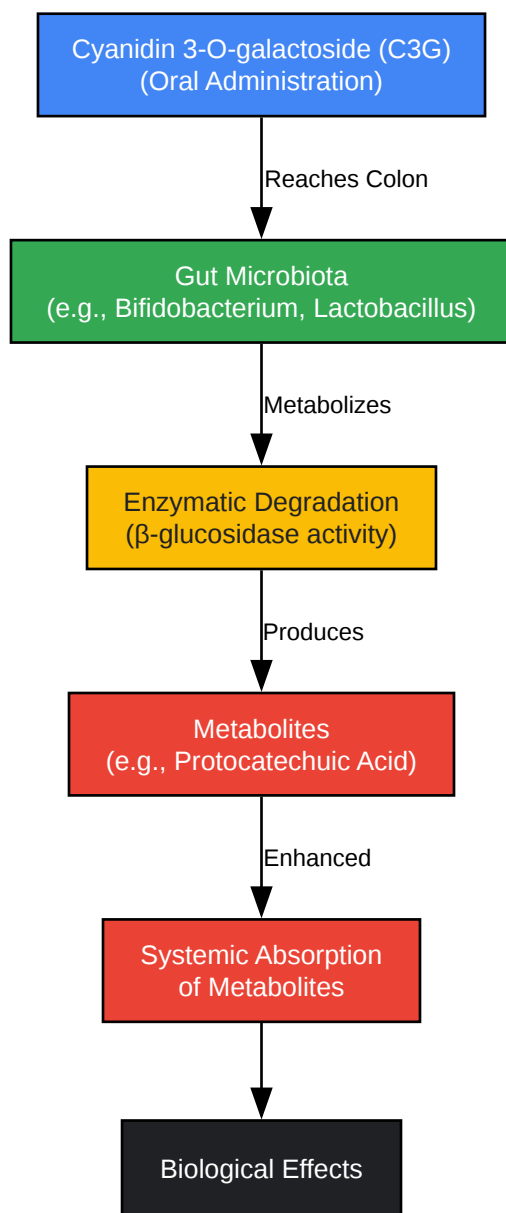 Cyanidin 3-O-galactoside (C3G)
(Oral Administration)
Reaches Colon
Gut Microbiota
(e.g., Bifidobacterium, Lactobacillus)
Metabolizes
Enzymatic Degradation
(β-glucosidase activity)
Produces
Metabolites
(e.g., Protocatechuic Acid)
Enhanced
Systemic Absorption
of Metabolites
Biological Effects